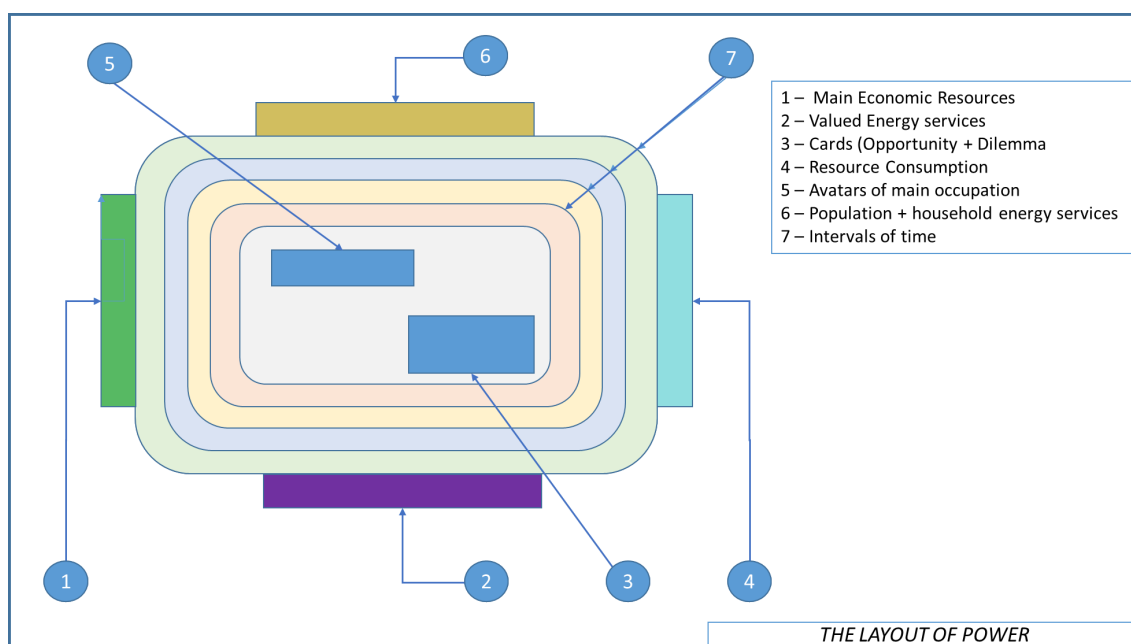 6
5
7
1 – Main Economic Resources
2 – Valued Energy services
3 – Cards (Opportunity + Dilemma
4 – Resource Consumption
5 – Avatars of main occupation
6 – Population + household energy services
7 – Intervals of time
1
2
3
4
THE LAYOUT OF POWER